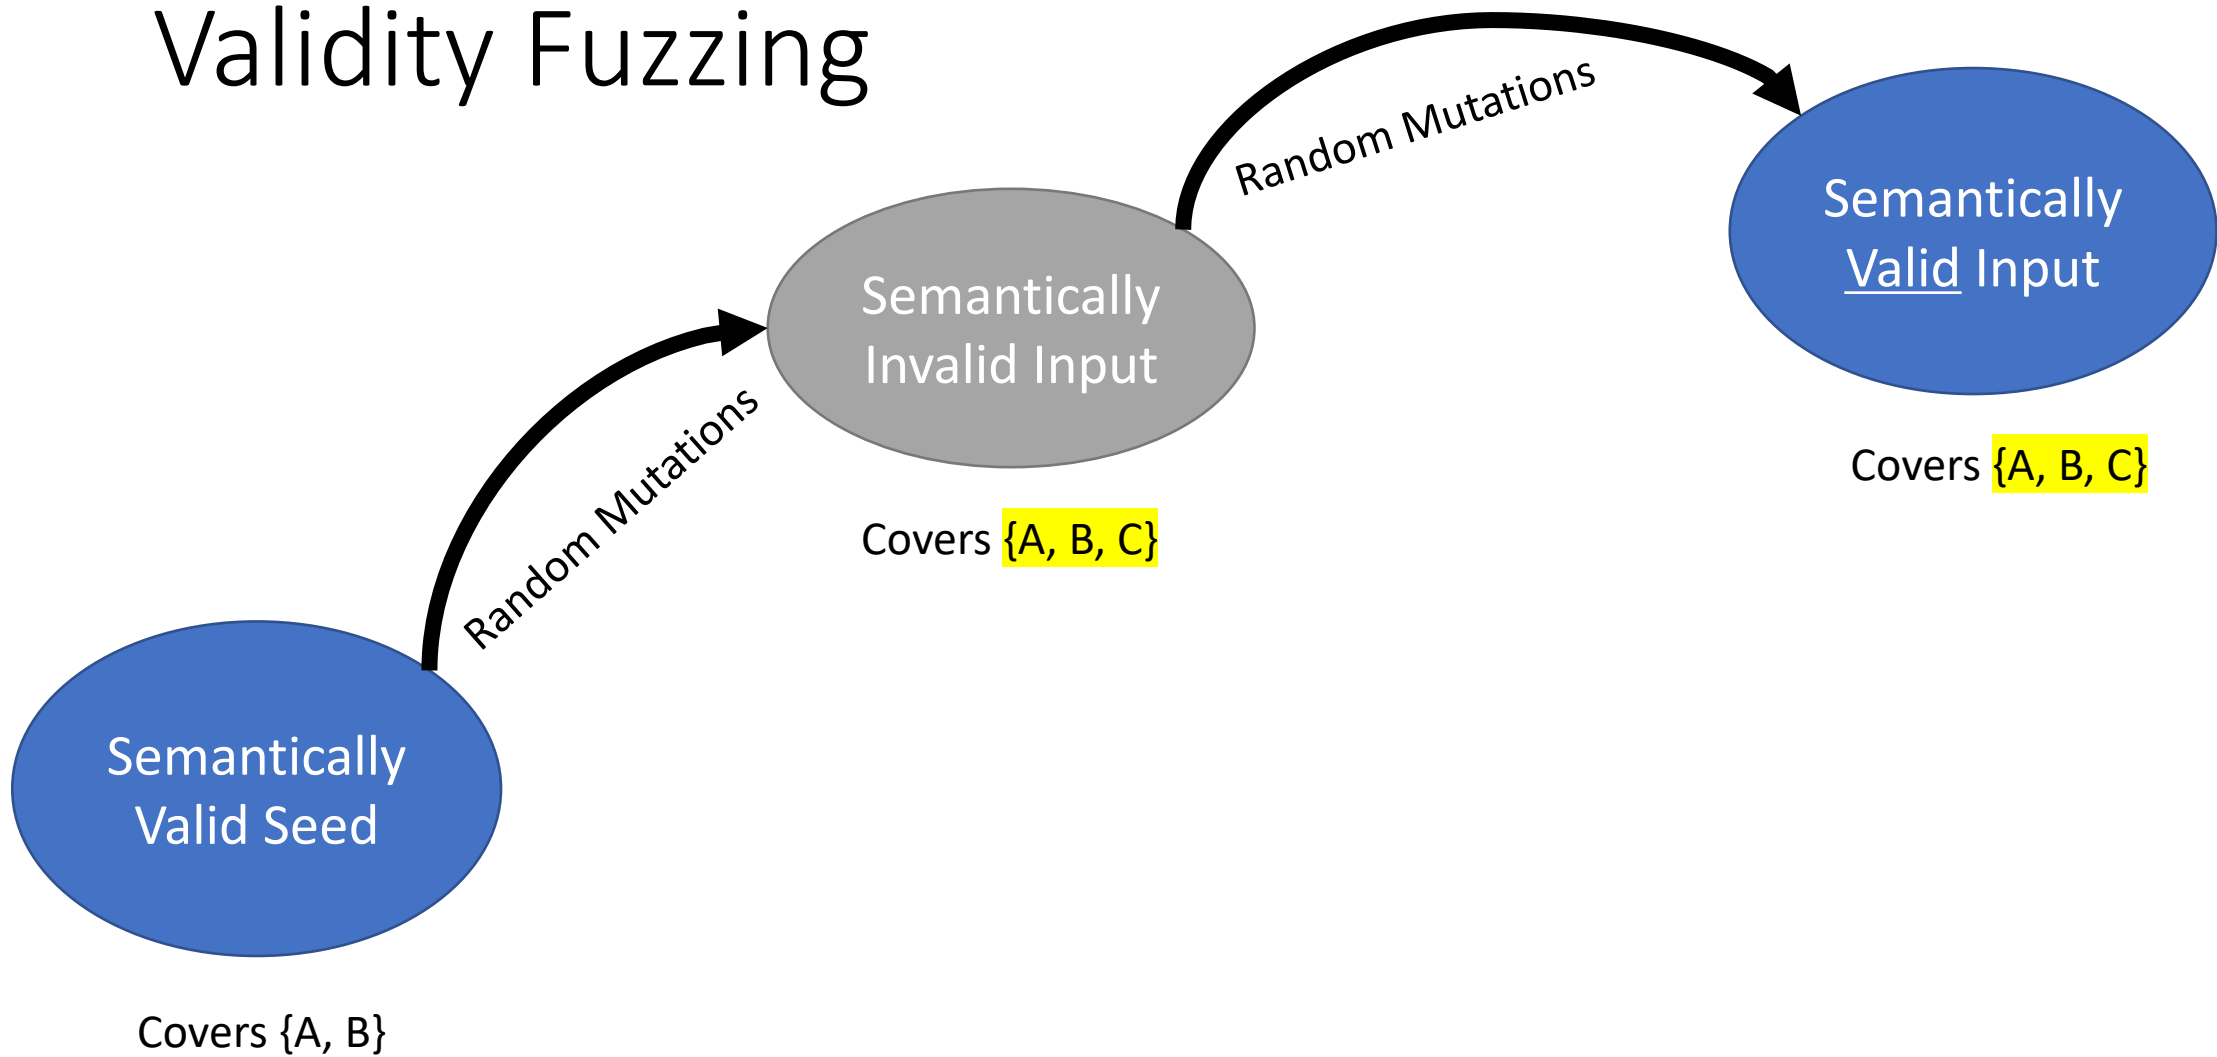 Validity Fuzzing
Random Mutations
Semantically
Valid Input
Covers {A, B, C}
Semantically
Invalid Input
Covers {A, B, C}
Random Mutations
Semantically
Valid Seed
Covers {A, B}